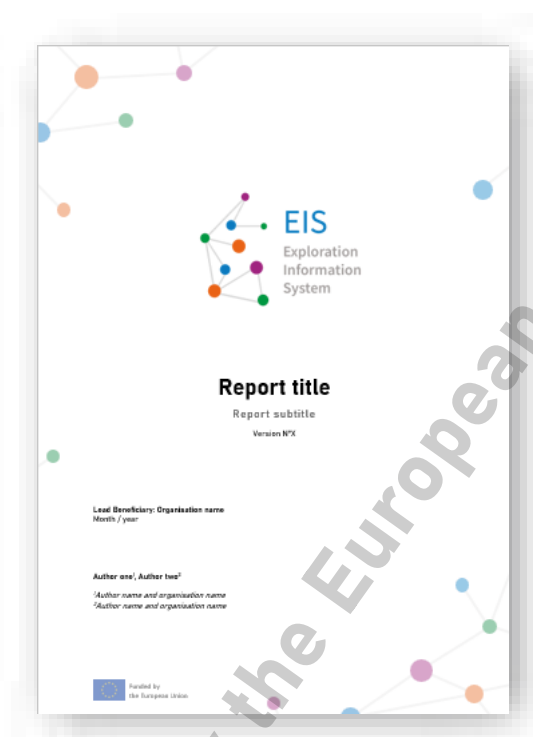 EIS
Exploration
Information
System
Report title
Report subtitle
Version N°X
Lead Beneficiary: Organisation name
Month / year
Author one¹, Author two²
¹Author name and organisation name
²Author name and organisation name
Funded by
the European Union
the European